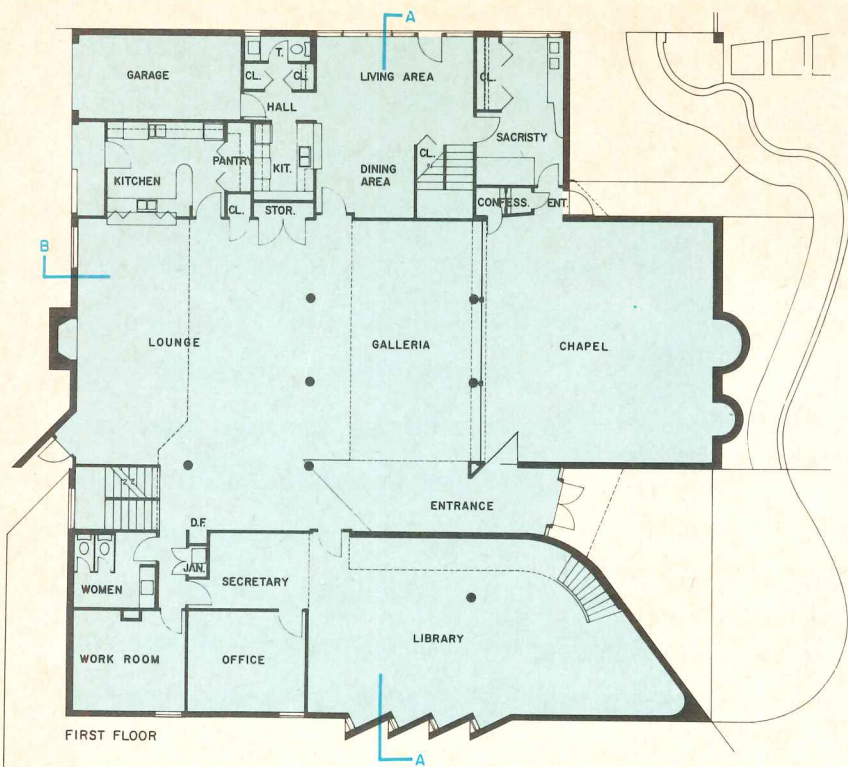 A
GARAGE
T.
CL.
CL.
LIVING AREA
CL.
HALL
SACRISTY
KITCHEN
PANTRY
KIT.
DINING AREA
CL.
CL.
STOR.
CONFESS.
ENT.
B
LOUNGE
GALLERIA
CHAPEL
ENTRANCE
D.F.
JAN.
WOMEN
SECRETARY
WORK ROOM
OFFICE
LIBRARY
FIRST FLOOR
A